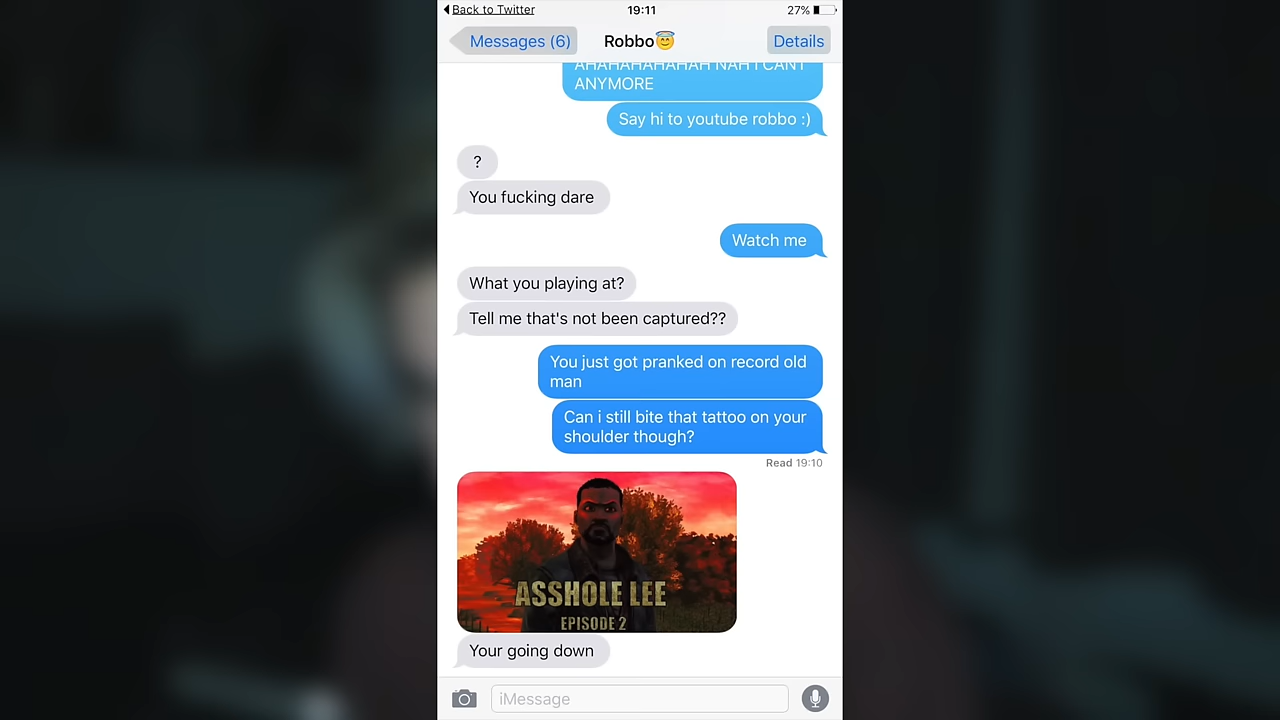 Back to Twitter
19:11
27%
Messages (6)
Robbo😇
Details
AHAHAHAHAHAH NAH I CANT
ANYMORE
Say hi to youtube robbo :)
?
You fucking dare
Watch me
What you playing at?
Tell me that's not been captured??
You just got pranked on record old
man
Can i still bite that tattoo on your
shoulder though?
Read 19:10
ASSHOLE LEE
EPISODE 2
Your going down
iMessage